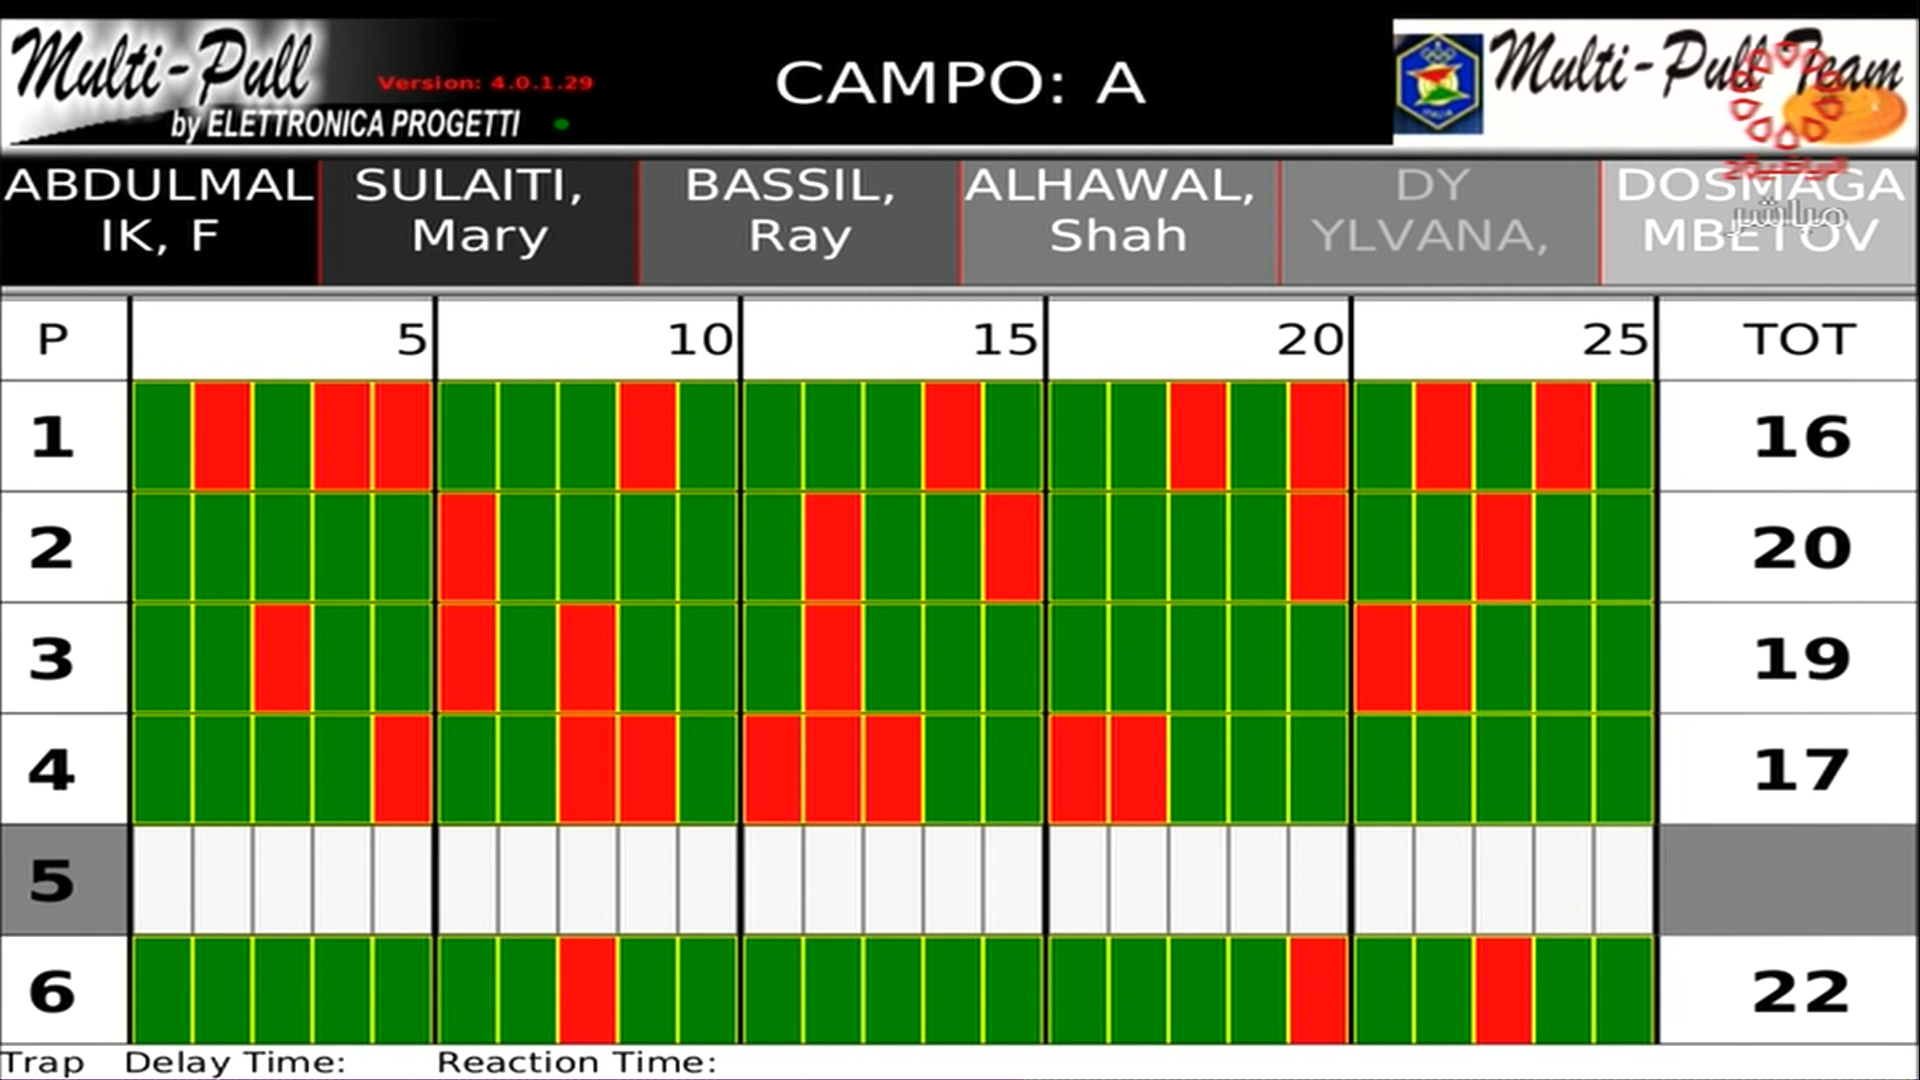 Multi-Pull
Version: 4.0.1.29
by ELETTRONICA PROGETTI
CAMPO: A
ITALIA
Multi-Pull Team
ABDULMAL
IK, F
SULAITI,
Mary
BASSIL,
Ray
ALHAWAL,
Shah
DY
YLVANA,
DOSMAGA
MBETOV
مباشر
P 5 10 15 20 25 TOT
1 16
2 20
3 19
4 17
5
6 22
Trap Delay Time: Reaction Time: